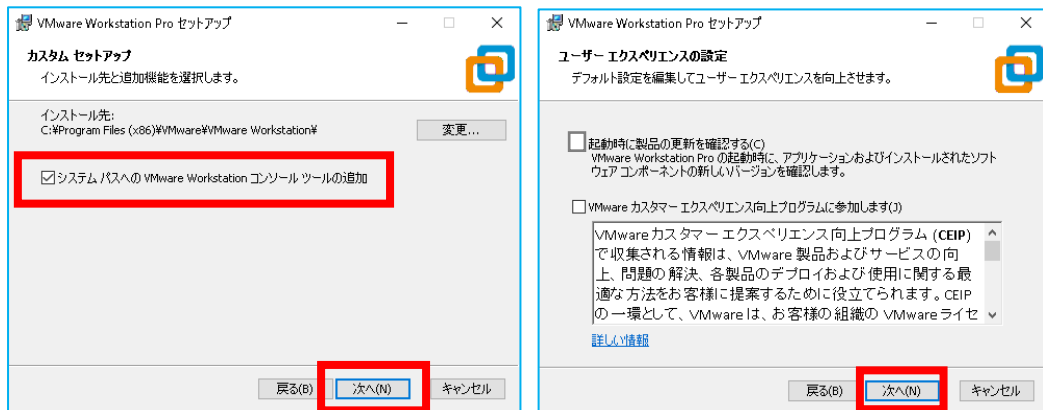 VMware Workstation Pro セットアップ
カスタム セットアップ
インストール先と追加機能を選択します。
インストール先:
C:¥Program Files (x86)¥VMware¥VMware Workstation¥
変更...
システム パスへの VMware Workstation コンソール ツールの追加
戻る(B)
次へ(N)
キャンセル
VMware Workstation Pro セットアップ
ユーザー エクスペリエンスの設定
デフォルト設定を編集してユーザー エクスペリエンスを向上させます。
起動時に製品の更新を確認する(C)
VMware Workstation Pro の起動時に、アプリケーションおよびインストールされたソフト
ウェア コンポーネントの新しいバージョンを確認します。
VMware カスタマー エクスペリエンス向上プログラムに参加します(J)
VMware カスタマー エクスペリエンス向上プログラム (CEIP)
で収集される情報は、VMware 製品およびサービスの向
上、問題の解決、各製品のデプロイおよび使用に関する最
適な方法をお客様に提案するために役立てられます。CEIP
の一環として、VMware は、お客様の組織の VMware ライセ
詳しい情報
戻る(B)
次へ(N)
キャンセル